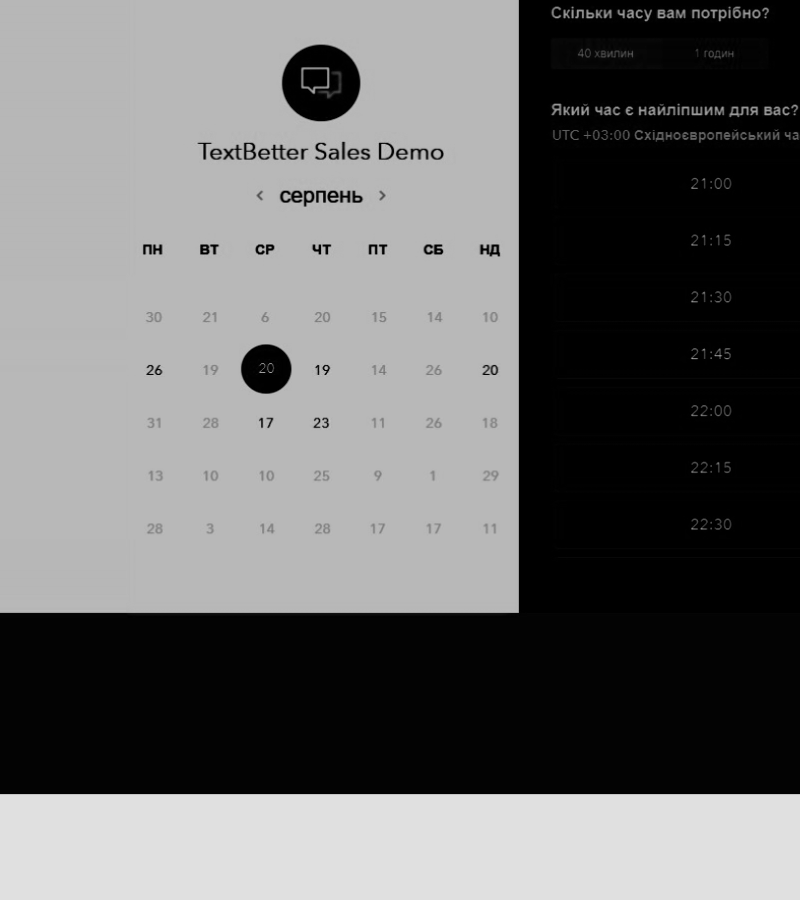 TextBetter Sales Demo
‹ серпень ›
ПН ВТ СР ЧТ ПТ СБ НД
30 21 6 20 15 14 10
26 19 20 19 14 26 20
31 28 17 23 11 26 18
13 10 10 25 9 1 29
28 3 14 28 17 17 11
Скільки часу вам потрібно?
40 хвилин 1 годин
Який час є найліпшим для вас?
UTC +03:00 Східноєвропейський ча
21:00
21:15
21:30
21:45
22:00
22:15
22:30